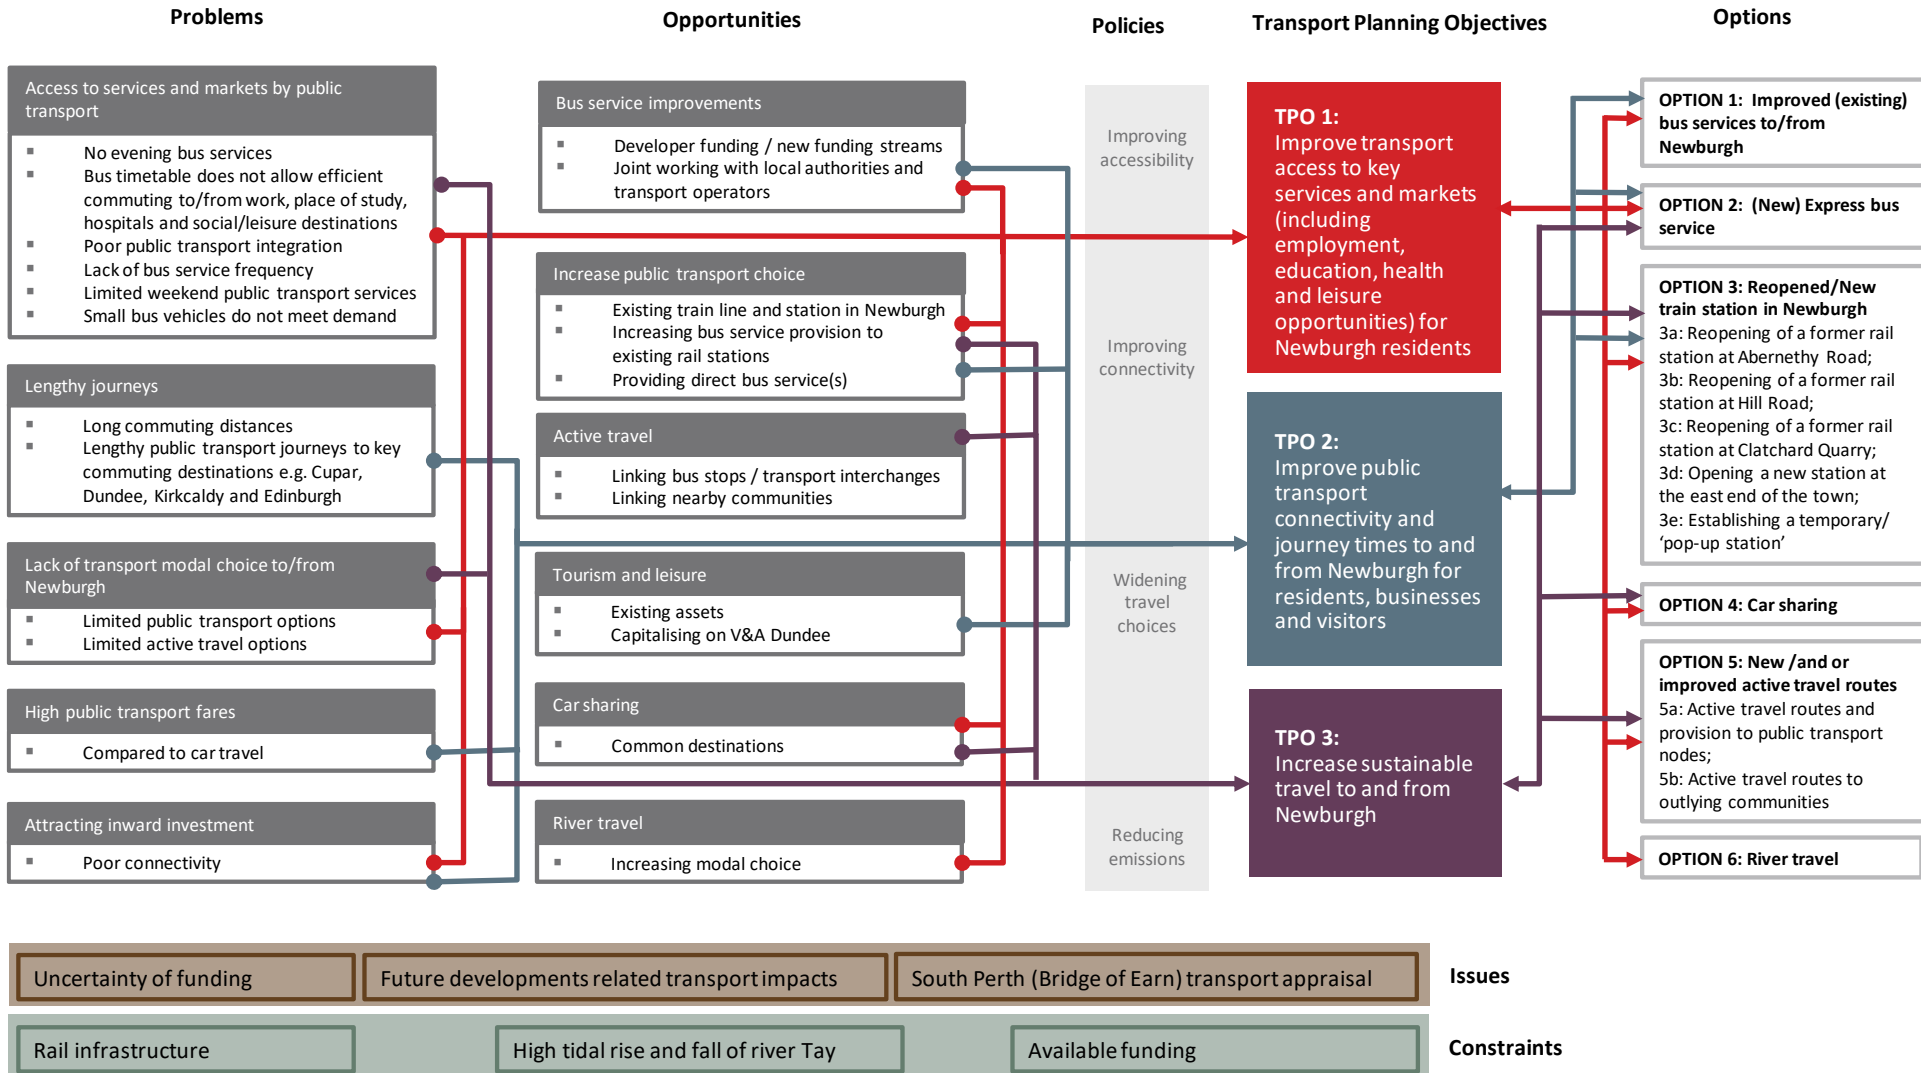 Problems
Opportunities
Policies
Transport Planning Objectives
Options
Access to services and markets by public
transport
▪ No evening bus services
▪ Bus timetable does not allow efficient
commuting to/from work, place of study,
hospitals and social/leisure destinations
▪ Poor public transport integration
▪ Lack of bus service frequency
▪ Limited weekend public transport services
▪ Small bus vehicles do not meet demand
Lengthy journeys
▪ Long commuting distances
▪ Lengthy public transport journeys to key
commuting destinations e.g. Cupar,
Dundee, Kirkcaldy and Edinburgh
Lack of transport modal choice to/from
Newburgh
▪ Limited public transport options
▪ Limited active travel options
High public transport fares
▪ Compared to car travel
Attracting inward investment
▪ Poor connectivity
Bus service improvements
▪ Developer funding / new funding streams
▪ Joint working with local authorities and
transport operators
Increase public transport choice
▪ Existing train line and station in Newburgh
▪ Increasing bus service provision to
existing rail stations
▪ Providing direct bus service(s)
Active travel
▪ Linking bus stops / transport interchanges
▪ Linking nearby communities
Tourism and leisure
▪ Existing assets
▪ Capitalising on V&A Dundee
Car sharing
▪ Common destinations
River travel
▪ Increasing modal choice
Improving
accessibility
Improving
connectivity
Widening
travel
choices
Reducing
emissions
TPO 1:
Improve transport
access to key
services and markets
(including
employment,
education, health
and leisure
opportunities) for
Newburgh residents
TPO 2:
Improve public
transport
connectivity and
journey times to and
from Newburgh for
residents, businesses
and visitors
TPO 3:
Increase sustainable
travel to and from
Newburgh
OPTION 1: Improved (existing)
bus services to/from
Newburgh
OPTION 2: (New) Express bus
service
OPTION 3: Reopened/New
train station in Newburgh
3a: Reopening of a former rail
station at Abernethy Road;
3b: Reopening of a former rail
station at Hill Road;
3c: Reopening of a former rail
station at Clatchard Quarry;
3d: Opening a new station at
the east end of the town;
3e: Establishing a temporary/
‘pop-up station’
OPTION 4: Car sharing
OPTION 5: New /and or
improved active travel routes
5a: Active travel routes and
provision to public transport
nodes;
5b: Active travel routes to
outlying communities
OPTION 6: River travel
Uncertainty of funding
Future developments related transport impacts
South Perth (Bridge of Earn) transport appraisal
Issues
Rail infrastructure
High tidal rise and fall of river Tay
Available funding
Constraints